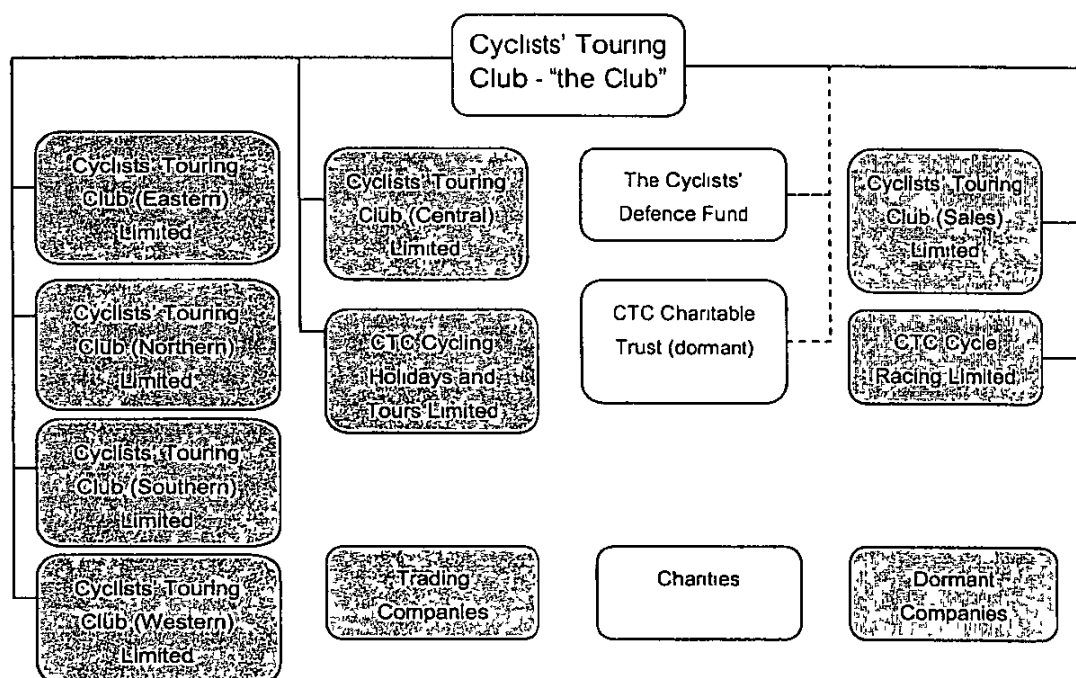 Cyclists' Touring
Club - "the Club"
Cyclists' Touring
Club (Eastern)
Limited
Cyclists' Touring
Club (Northern)
Limited
Cyclists' Touring
Club (Southern)
Limited
Cyclists' Touring
Club (Western)
Limited
Cyclists' Touring
Club (Central)
Limited
CTC Cycling
Holidays and
Tours Limited
The Cyclists'
Defence Fund
CTC Charitable
Trust (dormant)
Cyclists' Touring
Club (Sales)
Limited
CTC Cycle
Racing Limited
Trading
Companies
Charities
Dormant
Companies